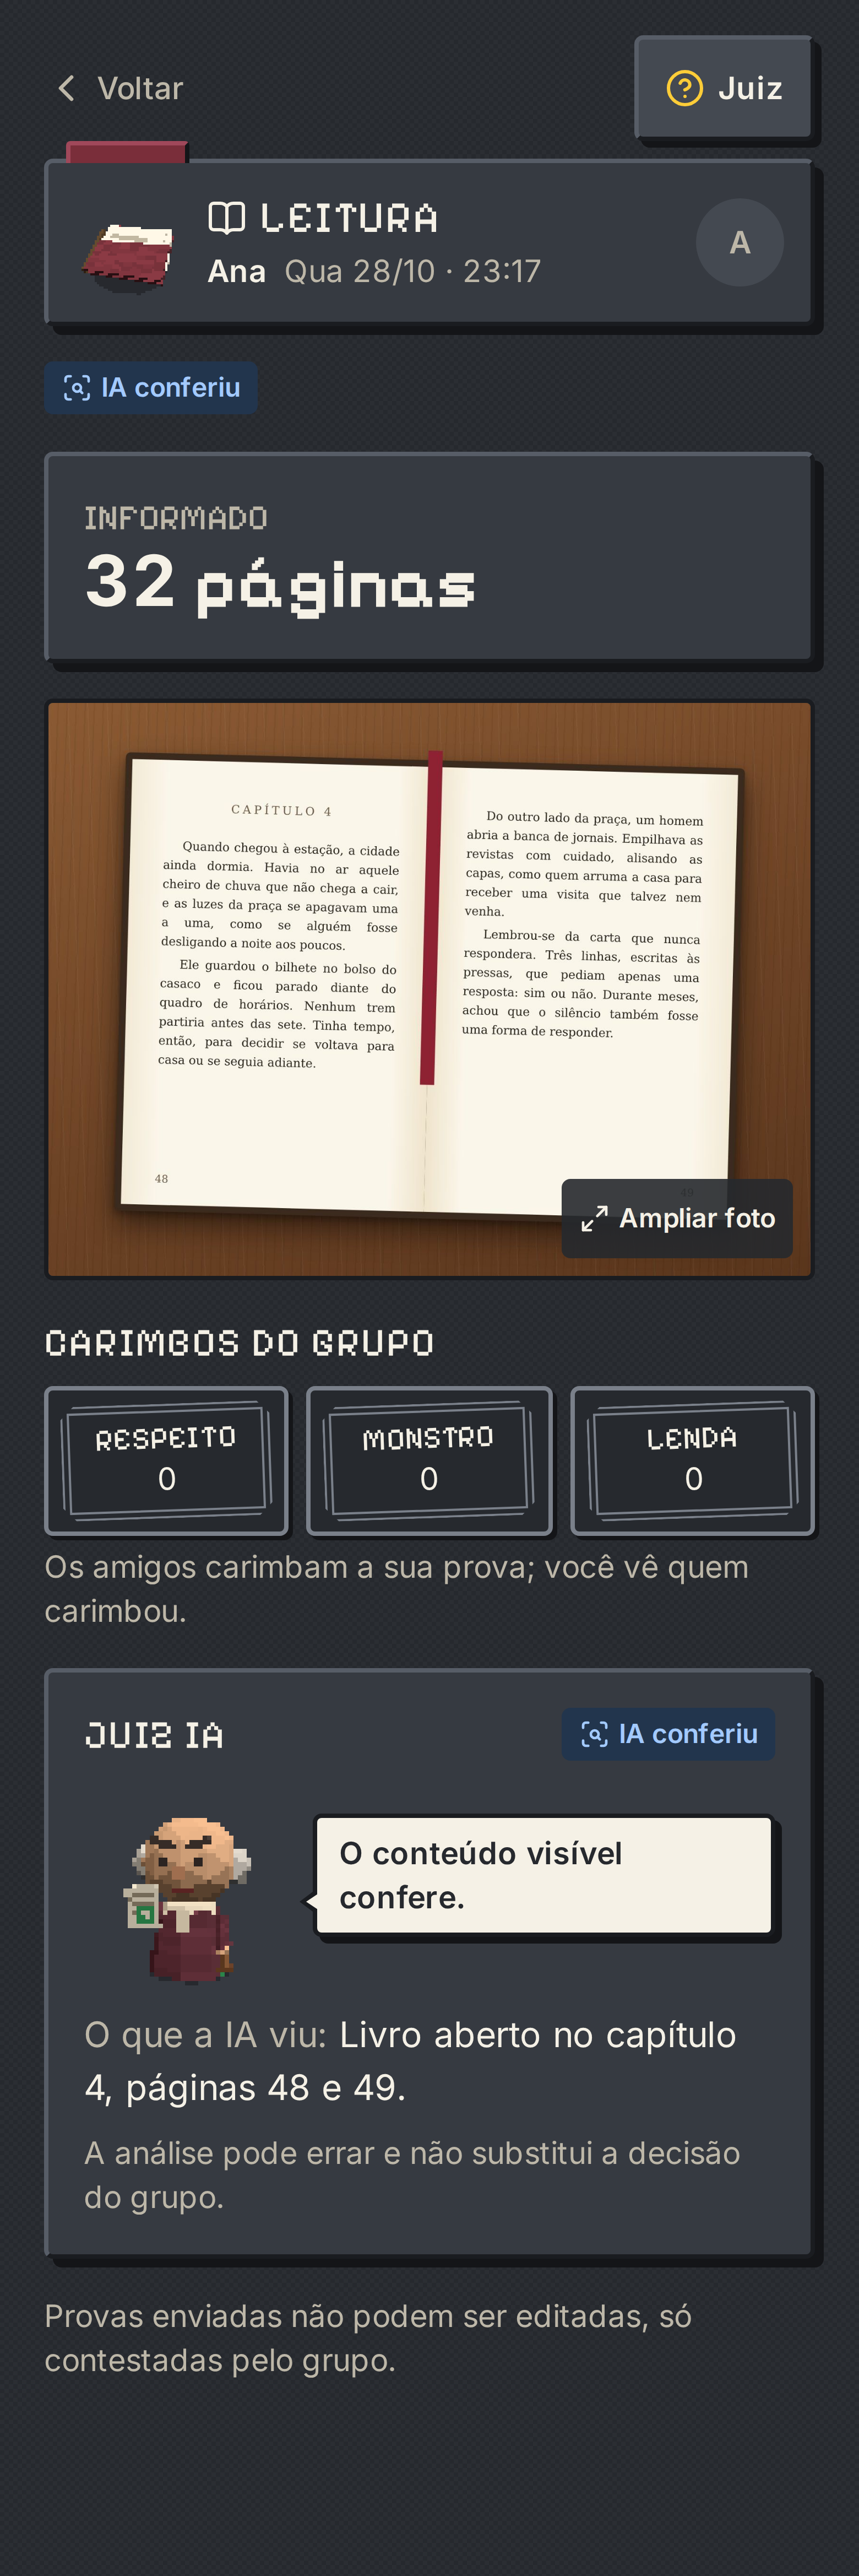 Voltar
Juiz
LEITURA
Ana Qua 28/10 · 23:17
A
IA conferiu
INFORMADO
32 páginas
CAPÍTULO 4
Quando chegou à estação, a cidade
ainda dormia. Havia no ar aquele
cheiro de chuva que não chega a cair,
e as luzes da praça se apagavam uma
a uma, como se alguém fosse
desligando a noite aos poucos.
Ele guardou o bilhete no bolso do
casaco e ficou parado diante do
quadro de horários. Nenhum trem
partiria antes das sete. Tinha tempo,
então, para decidir se voltava para
casa ou se seguia adiante.
48
Do outro lado da praça, um homem
abria a banca de jornais. Empilhava as
revistas com cuidado, alisando as
capas, como quem arruma a casa para
receber uma visita que talvez nem
venha.
Lembrou-se da carta que nunca
respondera. Três linhas, escritas às
pressas, que pediam apenas uma
resposta: sim ou não. Durante meses,
achou que o silêncio também fosse
uma forma de responder.
49
Ampliar foto
CARIMBOS DO GRUPO
RESPEITO
0
MONSTRO
0
LENDA
0
Os amigos carimbam a sua prova; você vê quem
carimbou.
JUIZ IA
IA conferiu
O conteúdo visível
confere.
O que a IA viu: Livro aberto no capítulo
4, páginas 48 e 49.
A análise pode errar e não substitui a decisão
do grupo.
Provas enviadas não podem ser editadas, só
contestadas pelo grupo.